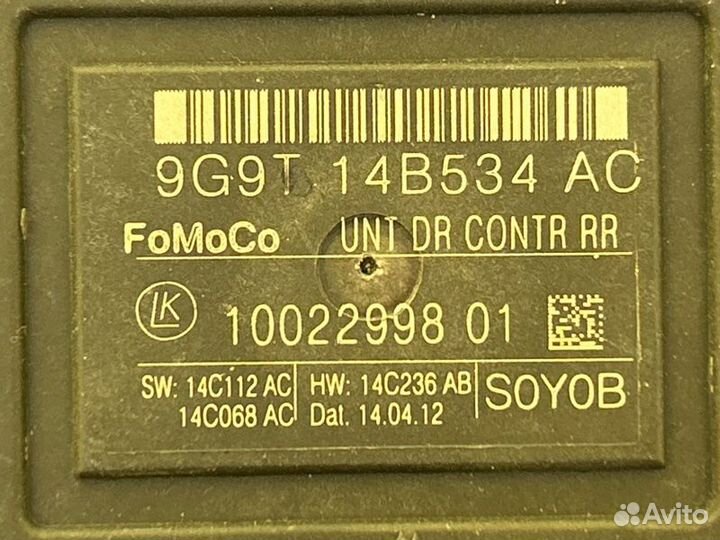 9G9T 14B534 AC
FoMoCo UNT DR CONTR RR
LK 10022998 01
SW: 14C112 AC HW: 14C236 AB S0Y0B
14C068 AC Dat. 14.04.12
Avito